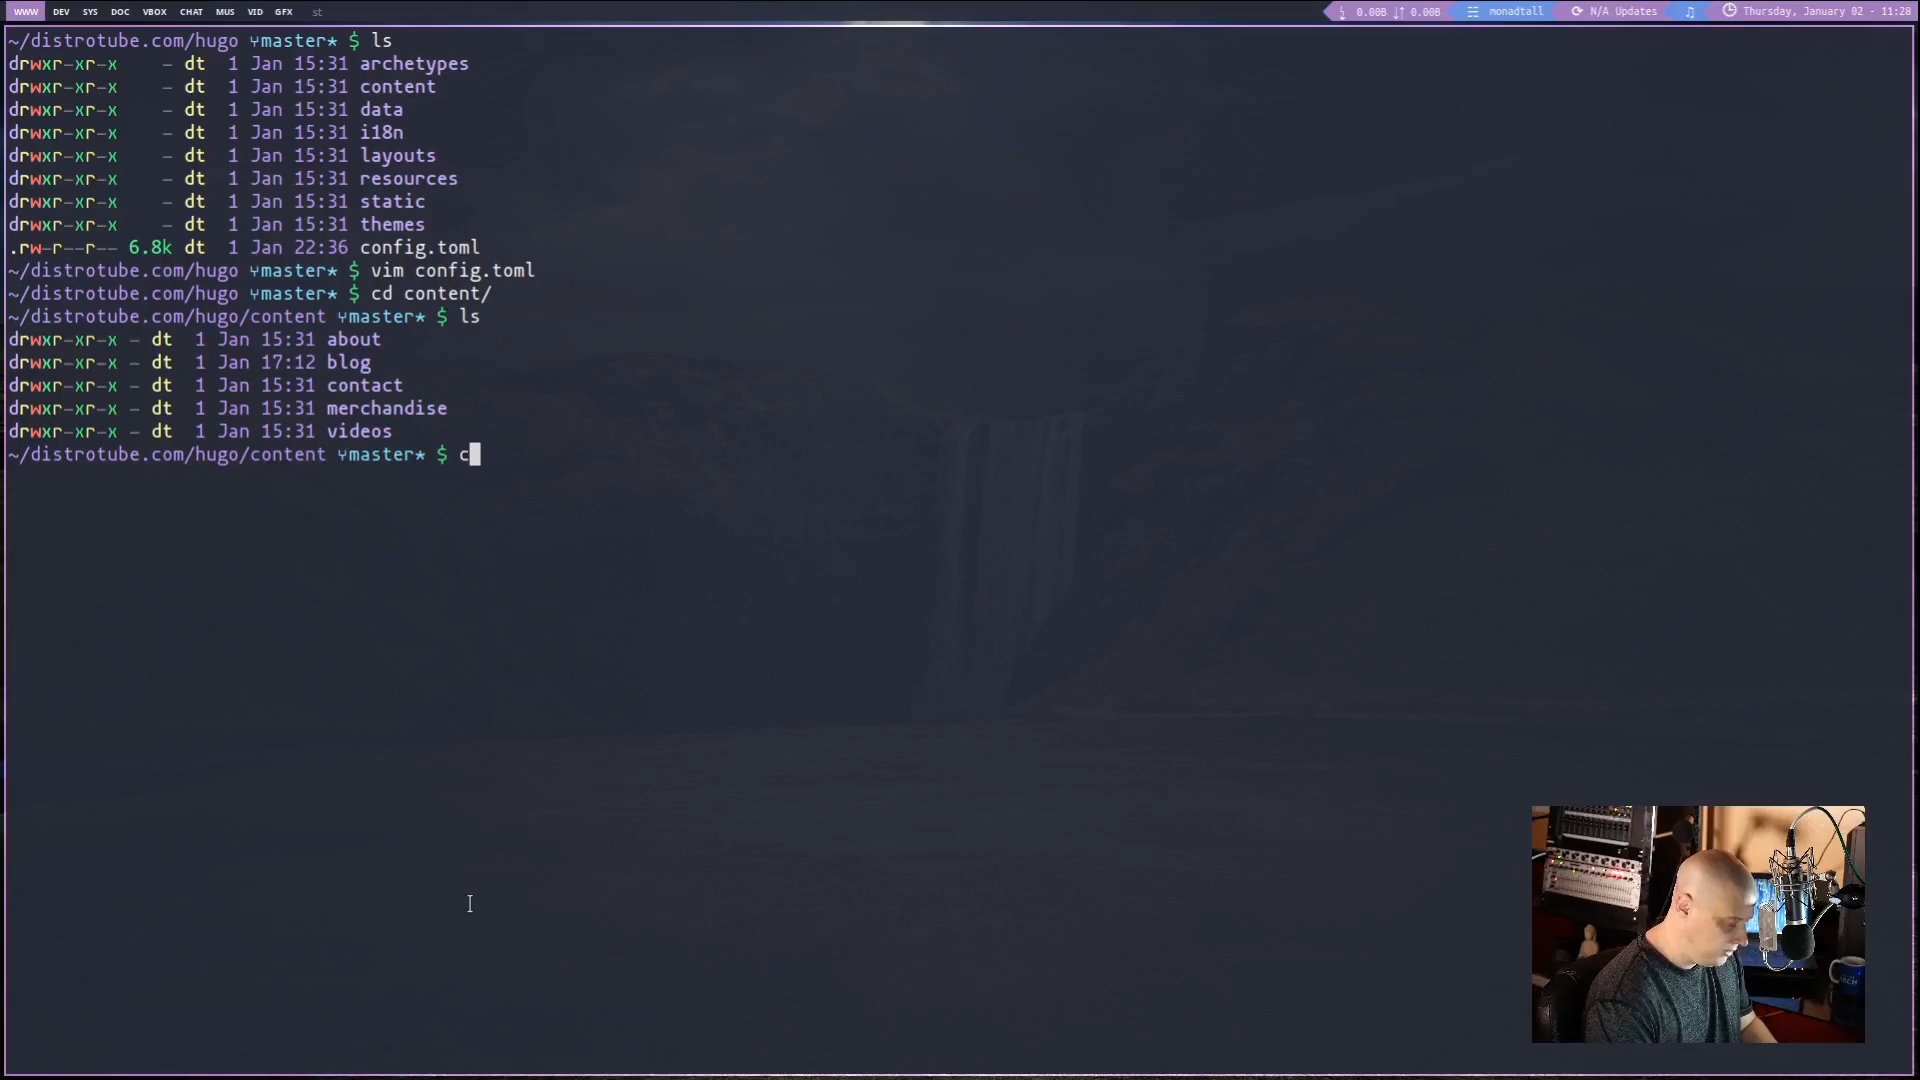 WWW DEV SYS DOC VBOX CHAT MUS VID GFX st 0.00B 0.00B monadtall N/A Updates Thursday, January 02 - 11:28
~/distrotube.com/hugo master* $ ls
drwxr-xr-x - dt 1 Jan 15:31 archetypes
drwxr-xr-x - dt 1 Jan 15:31 content
drwxr-xr-x - dt 1 Jan 15:31 data
drwxr-xr-x - dt 1 Jan 15:31 i18n
drwxr-xr-x - dt 1 Jan 15:31 layouts
drwxr-xr-x - dt 1 Jan 15:31 resources
drwxr-xr-x - dt 1 Jan 15:31 static
drwxr-xr-x - dt 1 Jan 15:31 themes
.rw-r--r-- 6.8k dt 1 Jan 22:36 config.toml
~/distrotube.com/hugo master* $ vim config.toml
~/distrotube.com/hugo master* $ cd content/
~/distrotube.com/hugo/content master* $ ls
drwxr-xr-x - dt 1 Jan 15:31 about
drwxr-xr-x - dt 1 Jan 17:12 blog
drwxr-xr-x - dt 1 Jan 15:31 contact
drwxr-xr-x - dt 1 Jan 15:31 merchandise
drwxr-xr-x - dt 1 Jan 15:31 videos
~/distrotube.com/hugo/content master* $ c